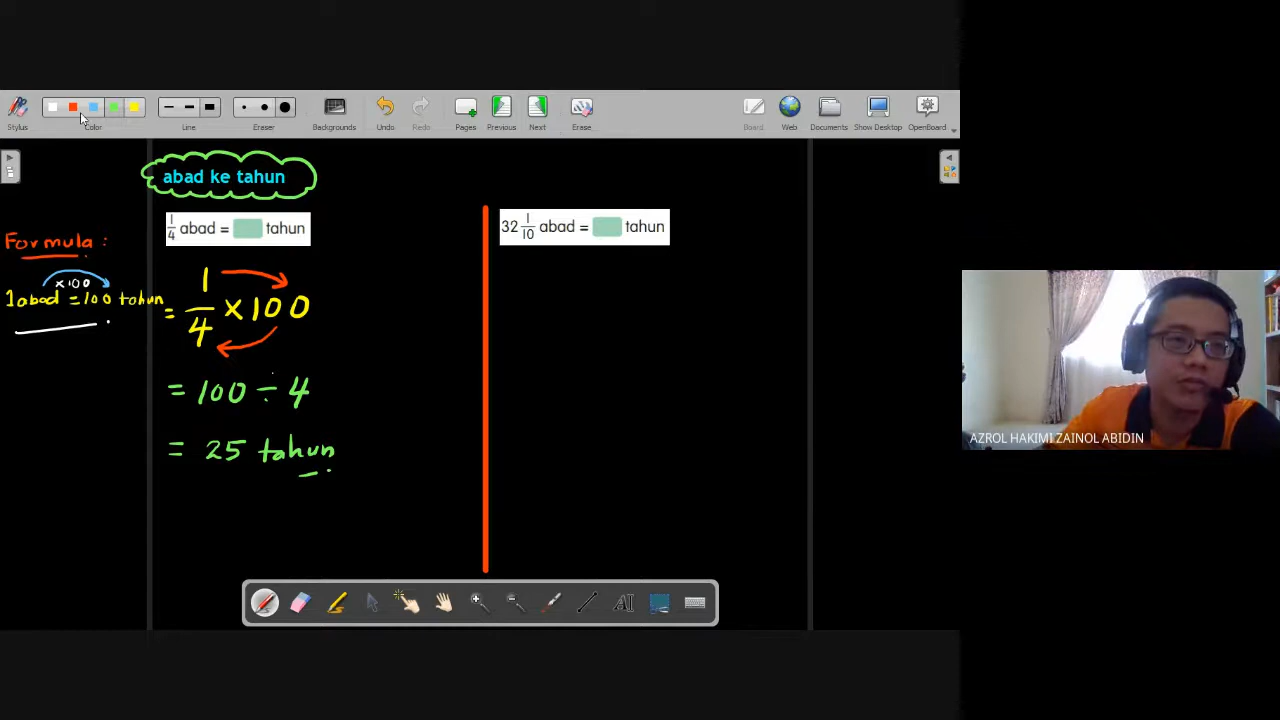 Stylus Color Line Eraser Backgrounds Undo Redo Pages Previous Next Erase Board Web Documents Show Desktop OpenBoard
abad ke tahun
Formula :
×100
1 abad = 100 tahun
1/4 abad = tahun
= 1/4 × 100
= 100 ÷ 4
= 25 tahun
32 1/10 abad = tahun
AZROL HAKIMI ZAINOL ABIDIN
AI